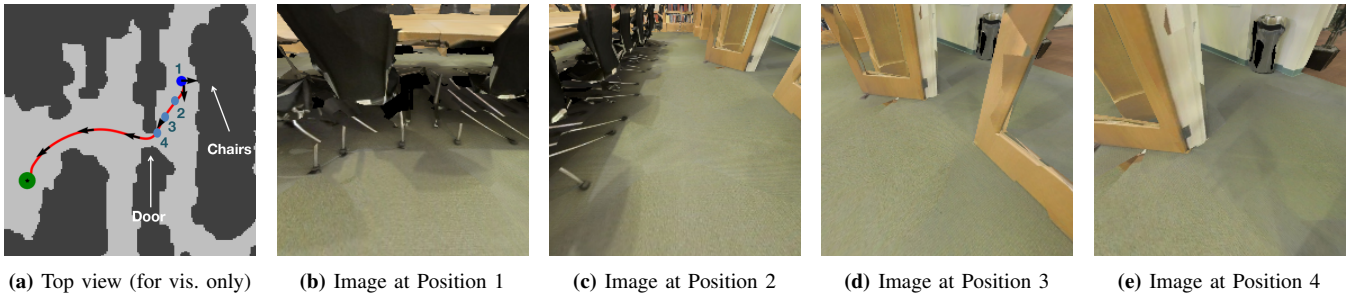 1
2
3
4
Chairs
Door
(a) Top view (for vis. only)
(b) Image at Position 1
(c) Image at Position 2
(d) Image at Position 3
(e) Image at Position 4